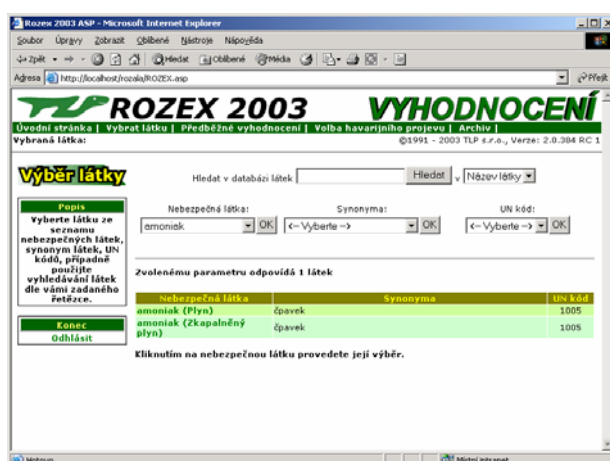 Rozex 2003 ASP - Microsoft Internet Explorer
Soubor Úpravy Zobrazit Oblíbené Nástroje Nápověda
Zpět Hledat Oblíbené Média
Adresa http://localhost/rozala/ROZEX.asp Přejít
TLP ROZEX 2003 VYHODNOCENÍ
Úvodní stránka | Vybrat látku | Předběžné vyhodnocení | Volba havarijního projevu | Archiv |
Vybraná látka: ©1991 - 2003 TLP s.r.o., Verze: 2.0.384 RC 1
Výběr látky
Hledat v databázi látek Hledat v Název látky
Popis
Vyberte látku ze
seznamu
nebezpečných látek,
synonym látek, UN
kódů, případně
použijte
vyhledávání látek
dle vámi zadaného
řetězce.
Konec
Odhlásit
Nebezpečná látka: Synonyma: UN kód:
amoniak OK <-- Vyberte --> OK <-- Vyberte --> OK
Zvolenému parametru odpovídá 1 látek
Nebezpečná látka Synonyma UN kód
amoniak (Plyn) čpavek 1005
amoniak (Zkapalněný
plyn) čpavek 1005
Kliknutím na nebezpečnou látku provedete její výběr.
Hotovo Místní intranet